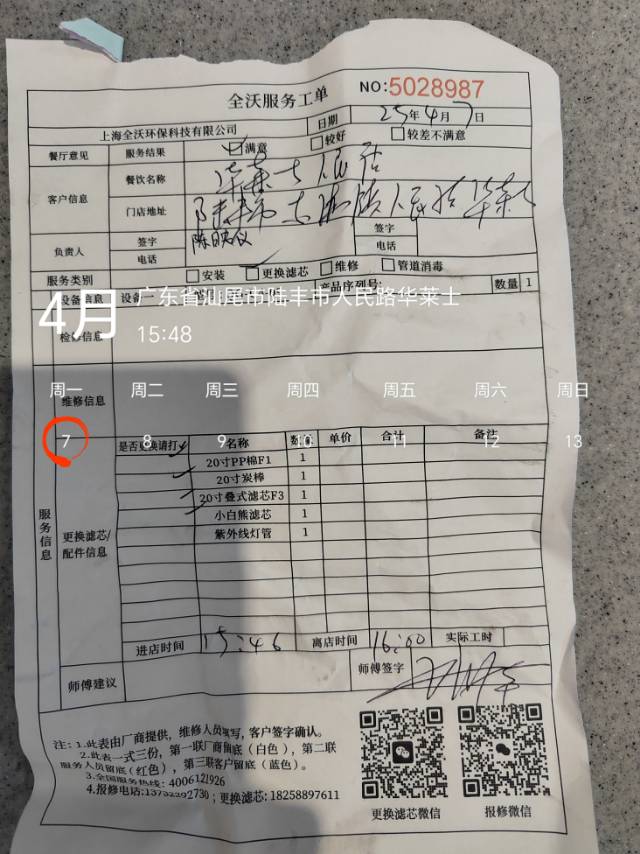 全沃服务工单
NO:5028987
上海全沃环保科技有限公司
日期 25年4月7日
餐厅意见 服务结果 满意 较好 较差不满意
客户信息 餐饮名称 华莱士人民店
门店地址
负责人 签字 签字
电话 电话
服务类别 安装 更换滤芯 维修 管道消毒
设备信息 设备一 产品序列号: 数量 1
4月
广东省汕尾市陆丰市人民路华莱士
15:48
检修信息
维修信息
周一 周二 周三 周四 周五 周六 周日
7 8 9 10 11 12 13
服务信息
更换滤芯/配件信息
是否更换请打✓ 名称 数量 单价 合计 备注
✓ 20寸PP棉F1 1
✓ 20寸炭棒 1
✓ 20寸叠式滤芯F3 1
✓ 小白熊滤芯 1
紫外线灯管 1
进店时间 15:46 离店时间 16:00 实际工时
师傅建议 师傅签字
注:1.此表由厂商提供,维修人员填写,客户签字确认。
2.此表一式三份,第一联厂商留底(白色),第二联
服务人员留底(红色),第三联客户留底(蓝色)。
3.全国服务热线:4006121926
4.报修电话: ;更换滤芯:18258897611
更换滤芯微信 报修微信